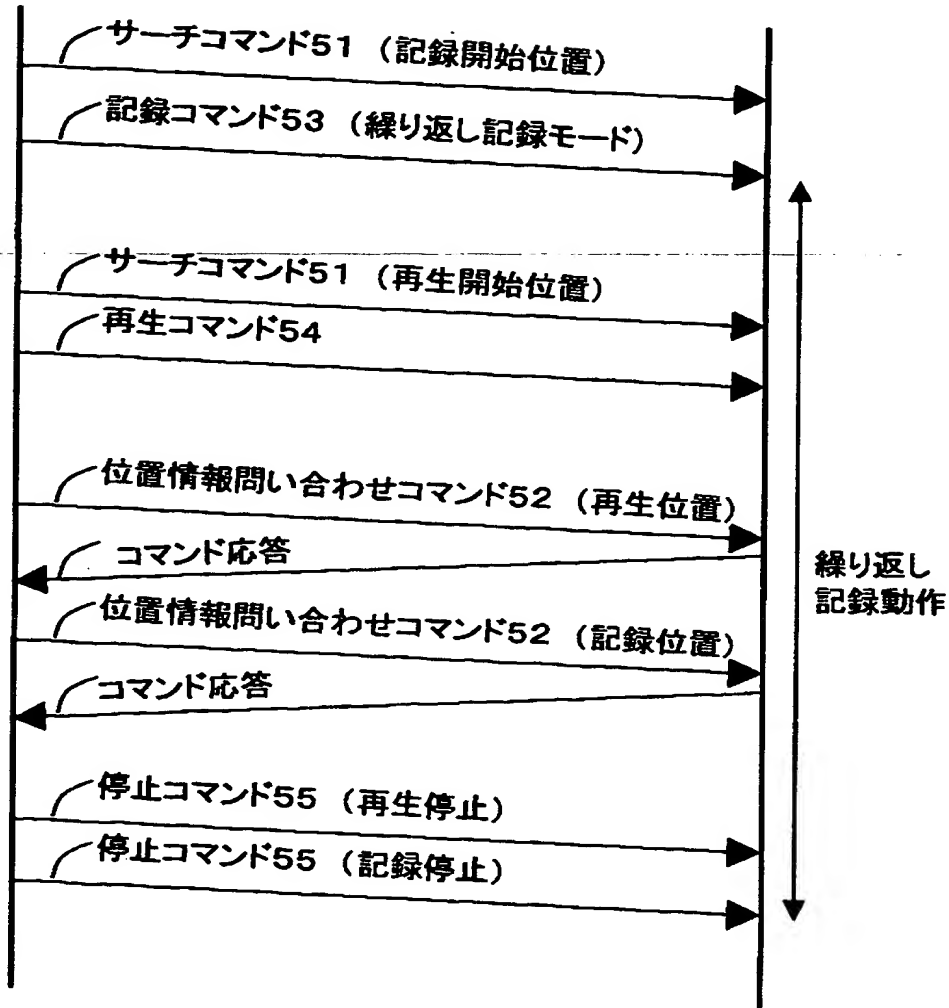 サーチコマンド51 (記録開始位置)
記録コマンド53 (繰り返し記録モード)
サーチコマンド51 (再生開始位置)
再生コマンド54
位置情報問い合わせコマンド52 (再生位置)
コマンド応答
位置情報問い合わせコマンド52 (記録位置)
コマンド応答
停止コマンド55 (再生停止)
停止コマンド55 (記録停止)
繰り返し
記録動作